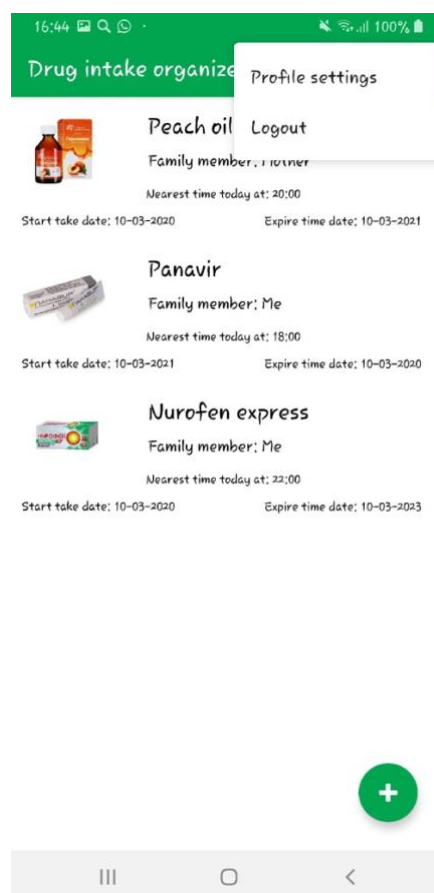 16:44 100%
Drug intake organize
Profile settings
Logout
Peach oil
Family member: Mother
Nearest time today at: 20:00
Start take date: 10-03-2020 Expire time date: 10-03-2021
Panavir
Family member: Me
Nearest time today at: 18:00
Start take date: 10-03-2021 Expire time date: 10-03-2020
Nurofen express
Family member: Me
Nearest time today at: 22:00
Start take date: 10-03-2020 Expire time date: 10-03-2023
+